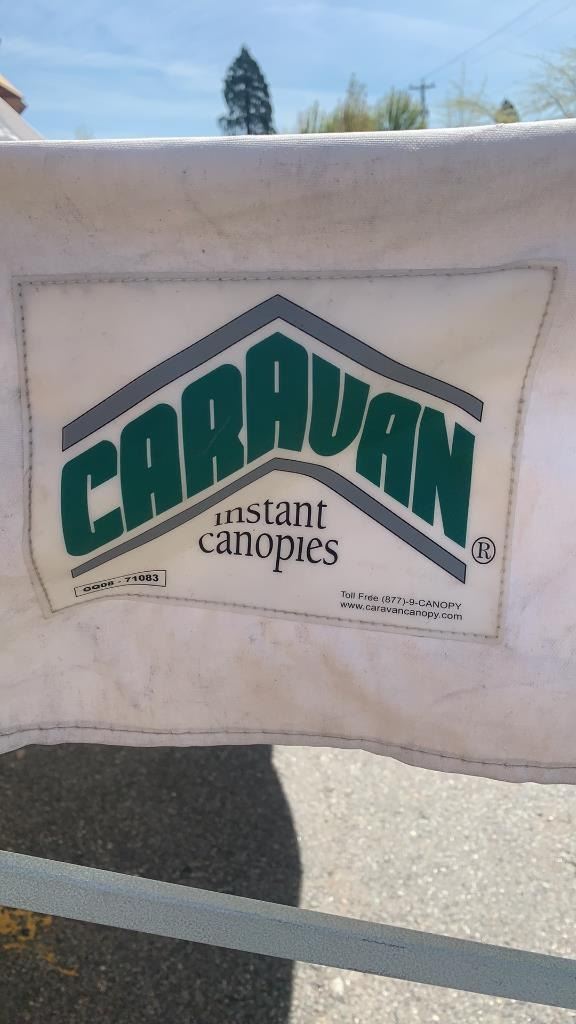 CARAVAN
instant
canopies
®
GG08 - 71083
Toll Free (877)-9-CANOPY
www.caravancanopy.com